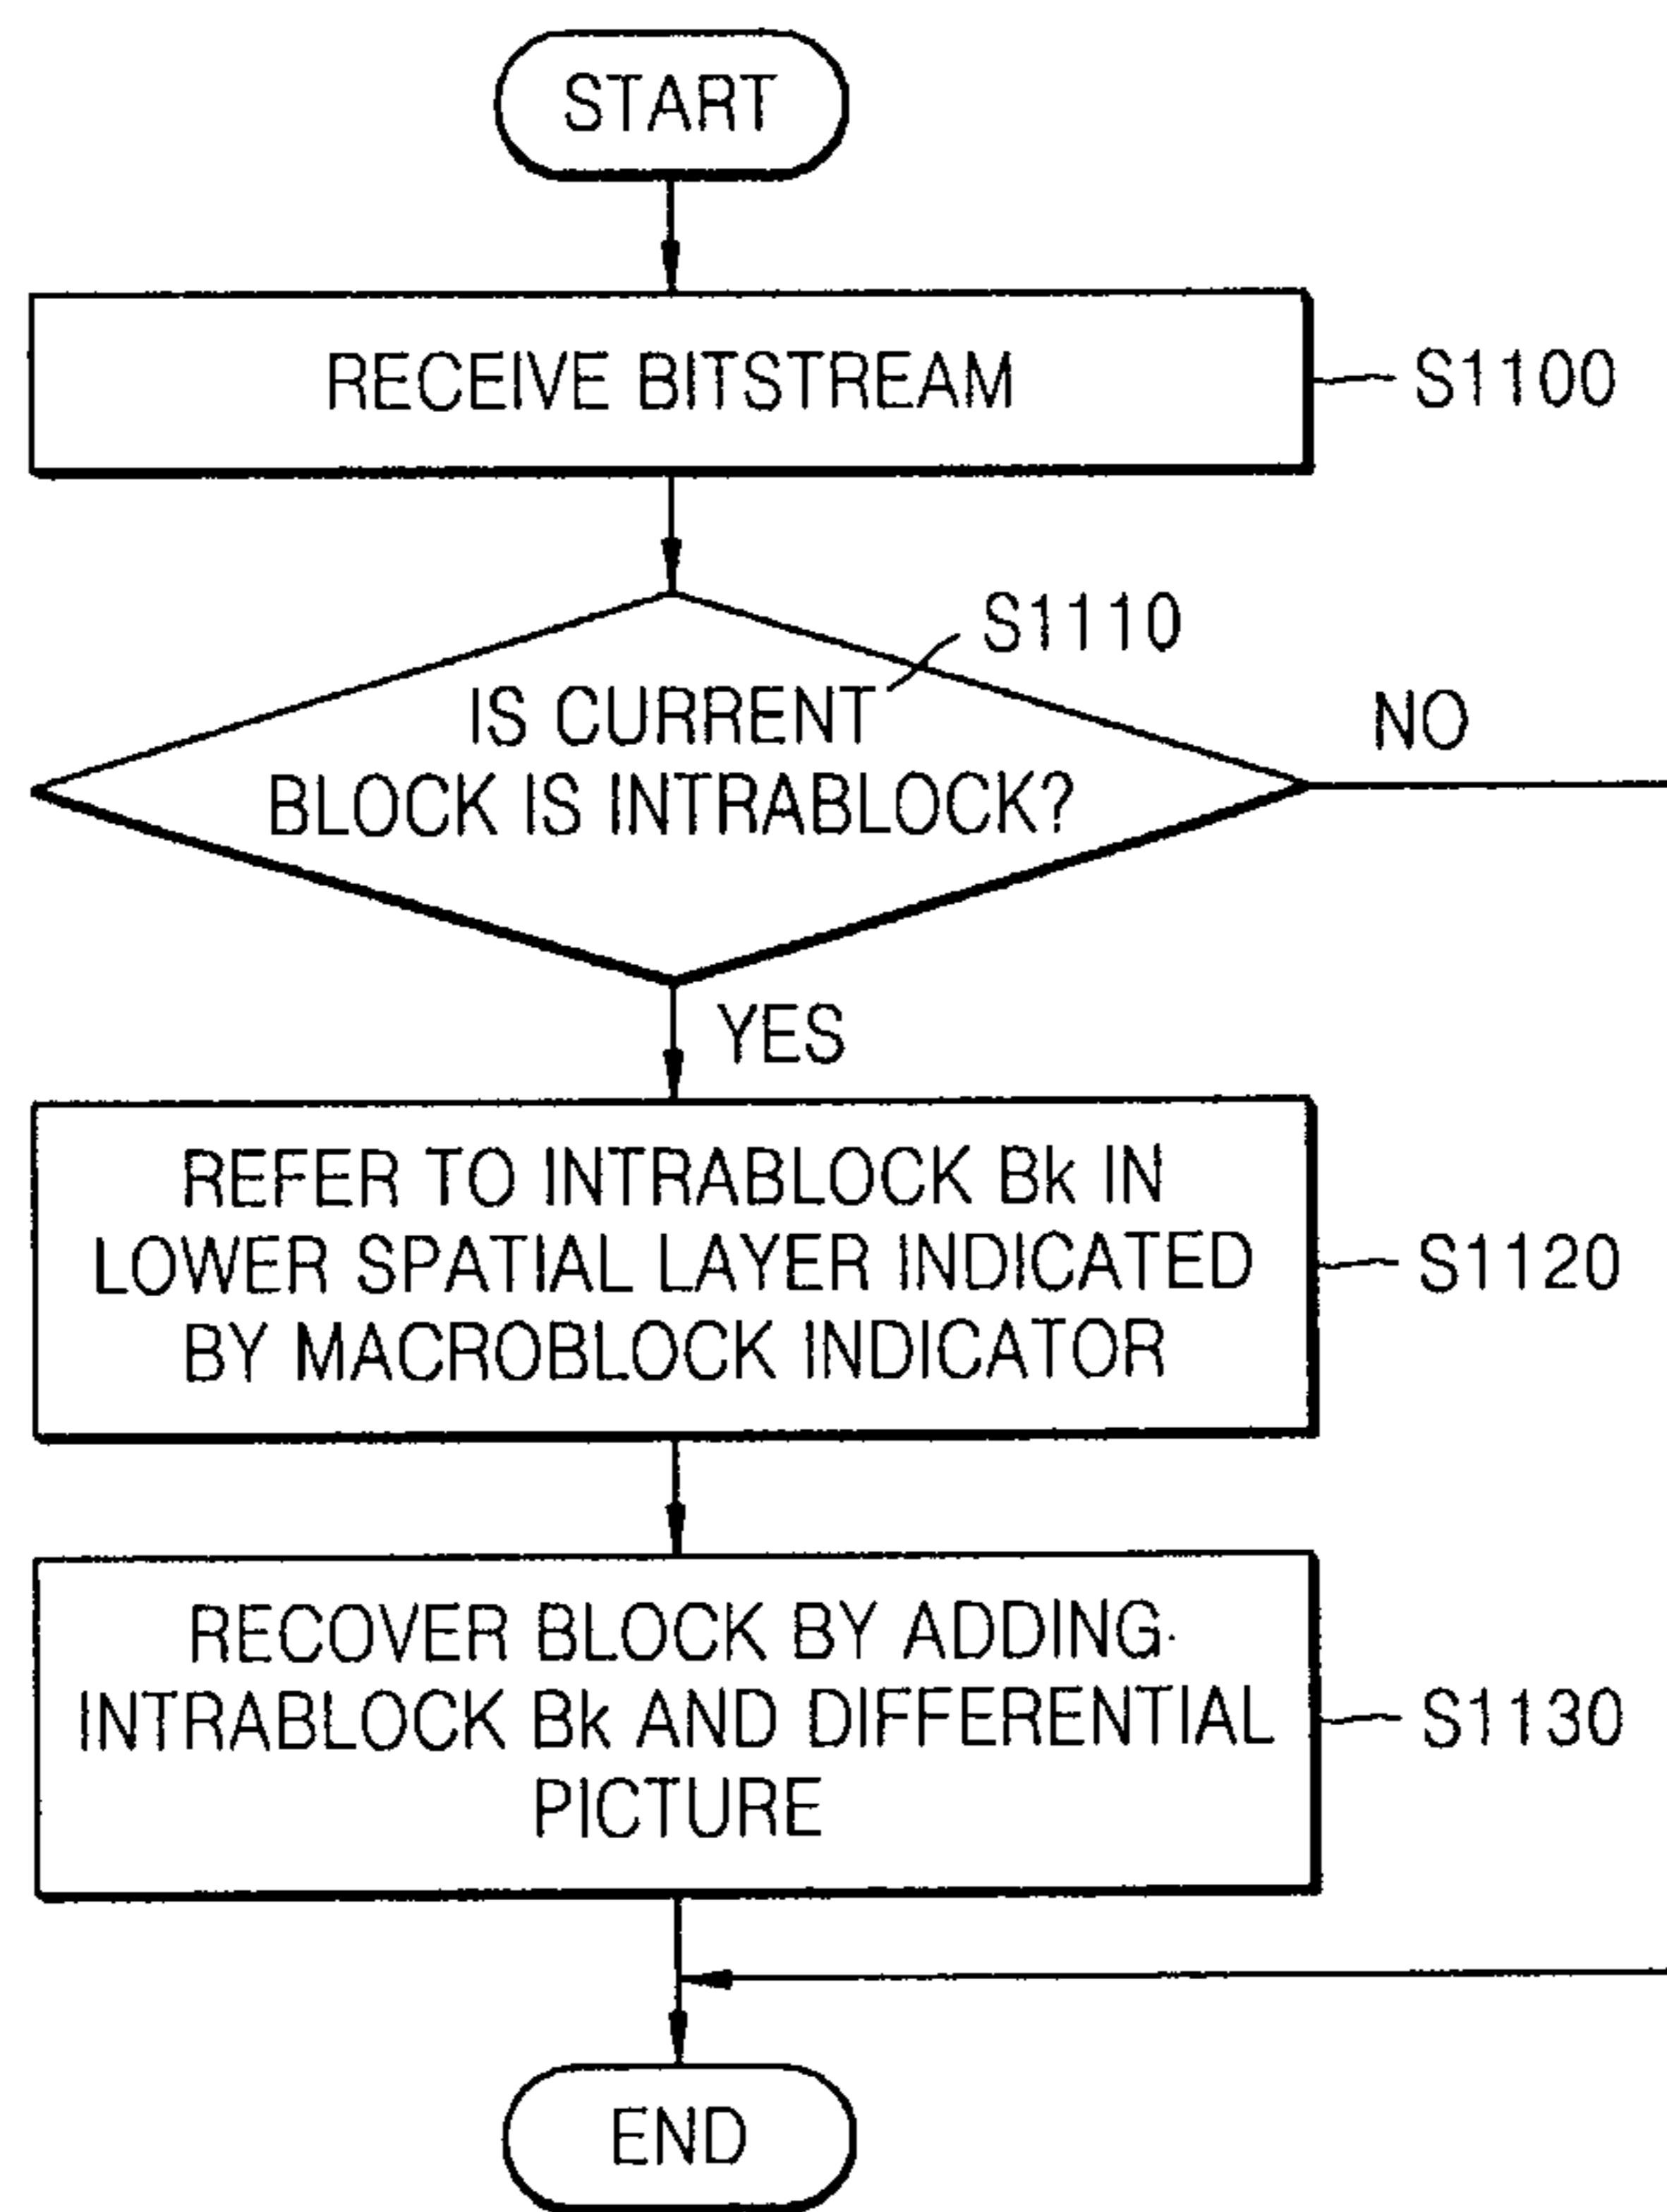 START
RECEIVE BITSTREAM
S1100
S1110
IS CURRENT
BLOCK IS INTRABLOCK?
NO
YES
REFER TO INTRABLOCK Bk IN
LOWER SPATIAL LAYER INDICATED
BY MACROBLOCK INDICATOR
S1120
RECOVER BLOCK BY ADDING
INTRABLOCK Bk AND DIFFERENTIAL
PICTURE
S1130
END